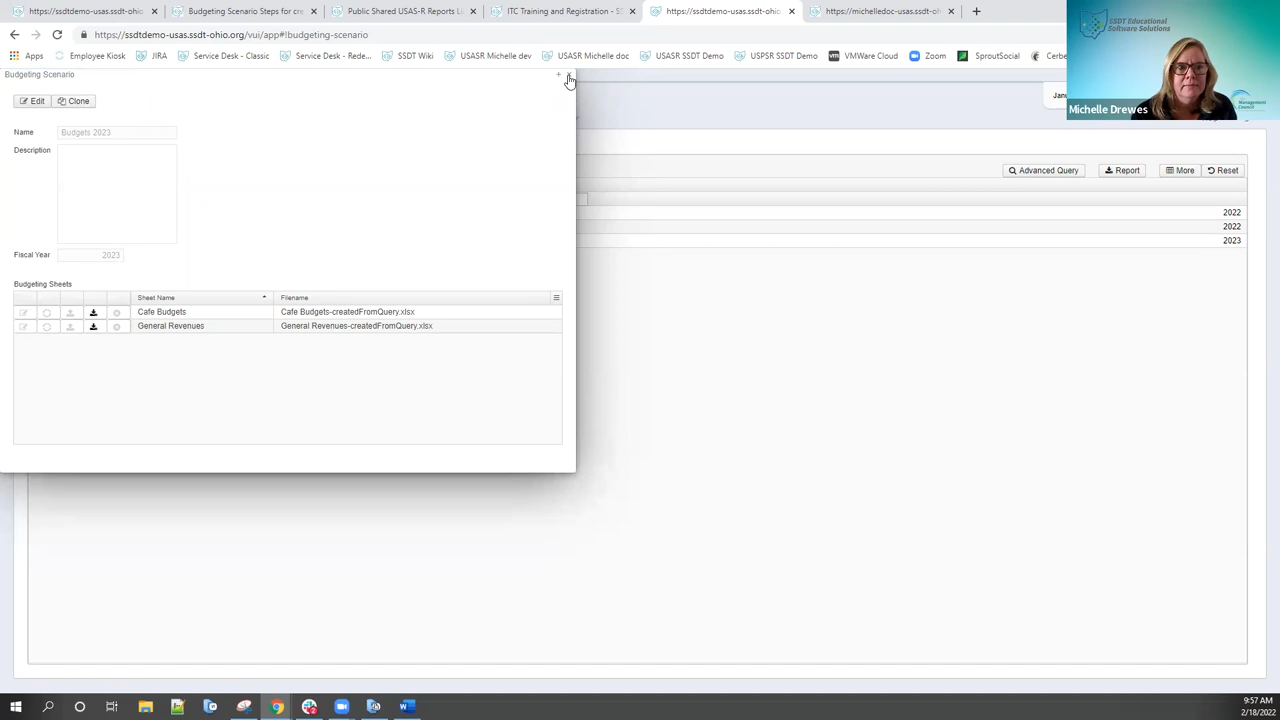 https://ssdtdemo-usas.ssdt-ohio
Budgeting Scenario Steps for cre
Public Shared USAS-R Reports Li
ITC Training and Registration - SS
https://ssdtdemo-usas.ssdt-ohio
https://michelledoc-usas.ssdt-oh
https://ssdtdemo-usas.ssdt-ohio.org/vui/app#!budgeting-scenario
Apps
Employee Kiosk
JIRA
Service Desk - Classic
Service Desk - Rede...
SSDT Wiki
USASR Michelle dev
USASR Michelle doc
USASR SSDT Demo
USPSR SSDT Demo
VMWare Cloud
Zoom
SproutSocial
Cerbe
SSDT Educational
Software Solutions
Management
Council
Michelle Drewes
Budgeting Scenario
Edit
Clone
Name
Budgets 2023
Description
Fiscal Year
2023
Budgeting Sheets
Sheet Name
Filename
Cafe Budgets
Cafe Budgets-createdFromQuery.xlsx
General Revenues
General Revenues-createdFromQuery.xlsx
Advanced Query
Report
More
Reset
2022
2022
2023
9:57 AM
2/18/2022